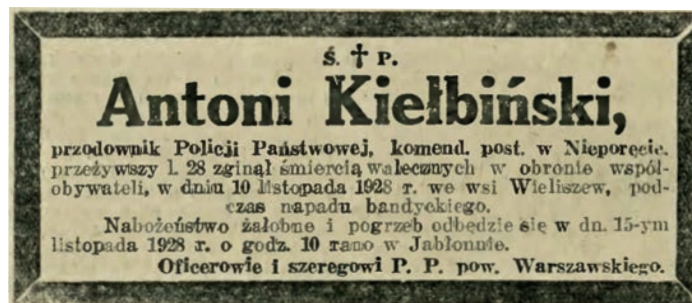 Ś. † P.
Antoni Kiełbiński,
przodownik Policji Państwowej, komend. post. w Nieporęcie.
przeżywszy l. 28 zginął śmiercią walecznych w obronie współ-
obywateli, w dniu 10 listopada 1928 r. we wsi Wieliszew, pod-
czas napadu bandyckiego.
Nabożeństwo żałobne i pogrzeb odbędzie się w dn. 15-ym
listopada 1928 r. o godz. 10 rano w Jabłonnie.
Oficerowie i szeregowi P. P. pow. Warszawskiego.